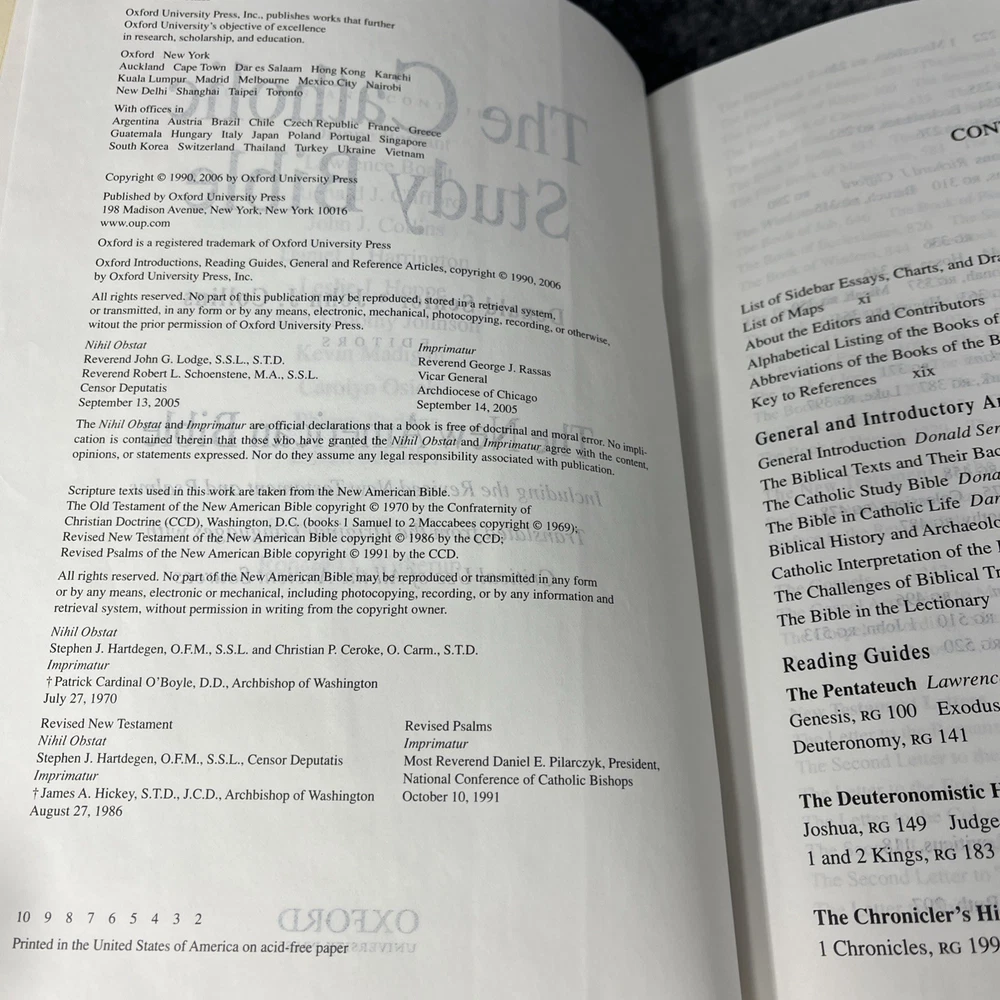 Oxford University Press, Inc., publishes works that further
Oxford University's objective of excellence
in research, scholarship, and education.
Oxford New York
Auckland Cape Town Dar es Salaam Hong Kong Karachi
Kuala Lumpur Madrid Melbourne Mexico City Nairobi
New Delhi Shanghai Taipei Toronto
With offices in
Argentina Austria Brazil Chile Czech Republic France Greece
Guatemala Hungary Italy Japan Poland Portugal Singapore
South Korea Switzerland Thailand Turkey Ukraine Vietnam
Copyright © 1990, 2006 by Oxford University Press
Published by Oxford University Press
198 Madison Avenue, New York, New York 10016
www.oup.com
Oxford is a registered trademark of Oxford University Press
Oxford Introductions, Reading Guides, General and Reference Articles, copyright © 1990, 2006
by Oxford University Press, Inc.
All rights reserved. No part of this publication may be reproduced, stored in a retrieval system,
or transmitted, in any form or by any means, electronic, mechanical, photocopying, recording, or otherwise,
witout the prior permission of Oxford University Press.
Nihil Obstat
Reverend John G. Lodge, S.S.L., S.T.D.
Reverend Robert L. Schoenstene, M.A., S.S.L.
Censor Deputatis
September 13, 2005
Imprimatur
Reverend George J. Rassas
Vicar General
Archdiocese of Chicago
September 14, 2005
The Nihil Obstat and Imprimatur are official declarations that a book is free of doctrinal and moral error. No impli-
cation is contained therein that those who have granted the Nihil Obstat and Imprimatur agree with the content,
opinions, or statements expressed. Nor do they assume any legal responsibility associated with publication.
Scripture texts used in this work are taken from the New American Bible.
The Old Testament of the New American Bible copyright © 1970 by the Confraternity of
Christian Doctrine (CCD), Washington, D.C. (books 1 Samuel to 2 Maccabees copyright © 1969);
Revised New Testament of the New American Bible copyright © 1986 by the CCD;
Revised Psalms of the New American Bible copyright © 1991 by the CCD.
All rights reserved. No part of the New American Bible may be reproduced or transmitted in any form
or by any means, electronic or mechanical, including photocopying, recording, or by any information and
retrieval system, without permission in writing from the copyright owner.
Nihil Obstat
Stephen J. Hartdegen, O.F.M., S.S.L. and Christian P. Ceroke, O. Carm., S.T.D.
Imprimatur
† Patrick Cardinal O'Boyle, D.D., Archbishop of Washington
July 27, 1970
Revised New Testament
Nihil Obstat
Stephen J. Hartdegen, O.F.M., S.S.L., Censor Deputatis
Imprimatur
† James A. Hickey, S.T.D., J.C.D., Archbishop of Washington
August 27, 1986
Revised Psalms
Imprimatur
Most Reverend Daniel E. Pilarczyk, President,
National Conference of Catholic Bishops
October 10, 1991
10 9 8 7 6 5 4 3 2
Printed in the United States of America on acid-free paper
CON
List of Sidebar Essays, Charts, and Dra
List of Maps xi
About the Editors and Contributors
Alphabetical Listing of the Books of
Abbreviations of the Books of the B
Key to References xix
General and Introductory Ar
General Introduction Donald Sen
The Biblical Texts and Their Bac
The Catholic Study Bible Dona
The Bible in Catholic Life Dan
Biblical History and Archaeolo
Catholic Interpretation of the
The Challenges of Biblical Tr
The Bible in the Lectionary
Reading Guides
The Pentateuch Lawrenc
Genesis, RG 100 Exodus
Deuteronomy, RG 141
The Deuteronomistic H
Joshua, RG 149 Judge
1 and 2 Kings, RG 183
The Chronicler's Hi
1 Chronicles, RG 199